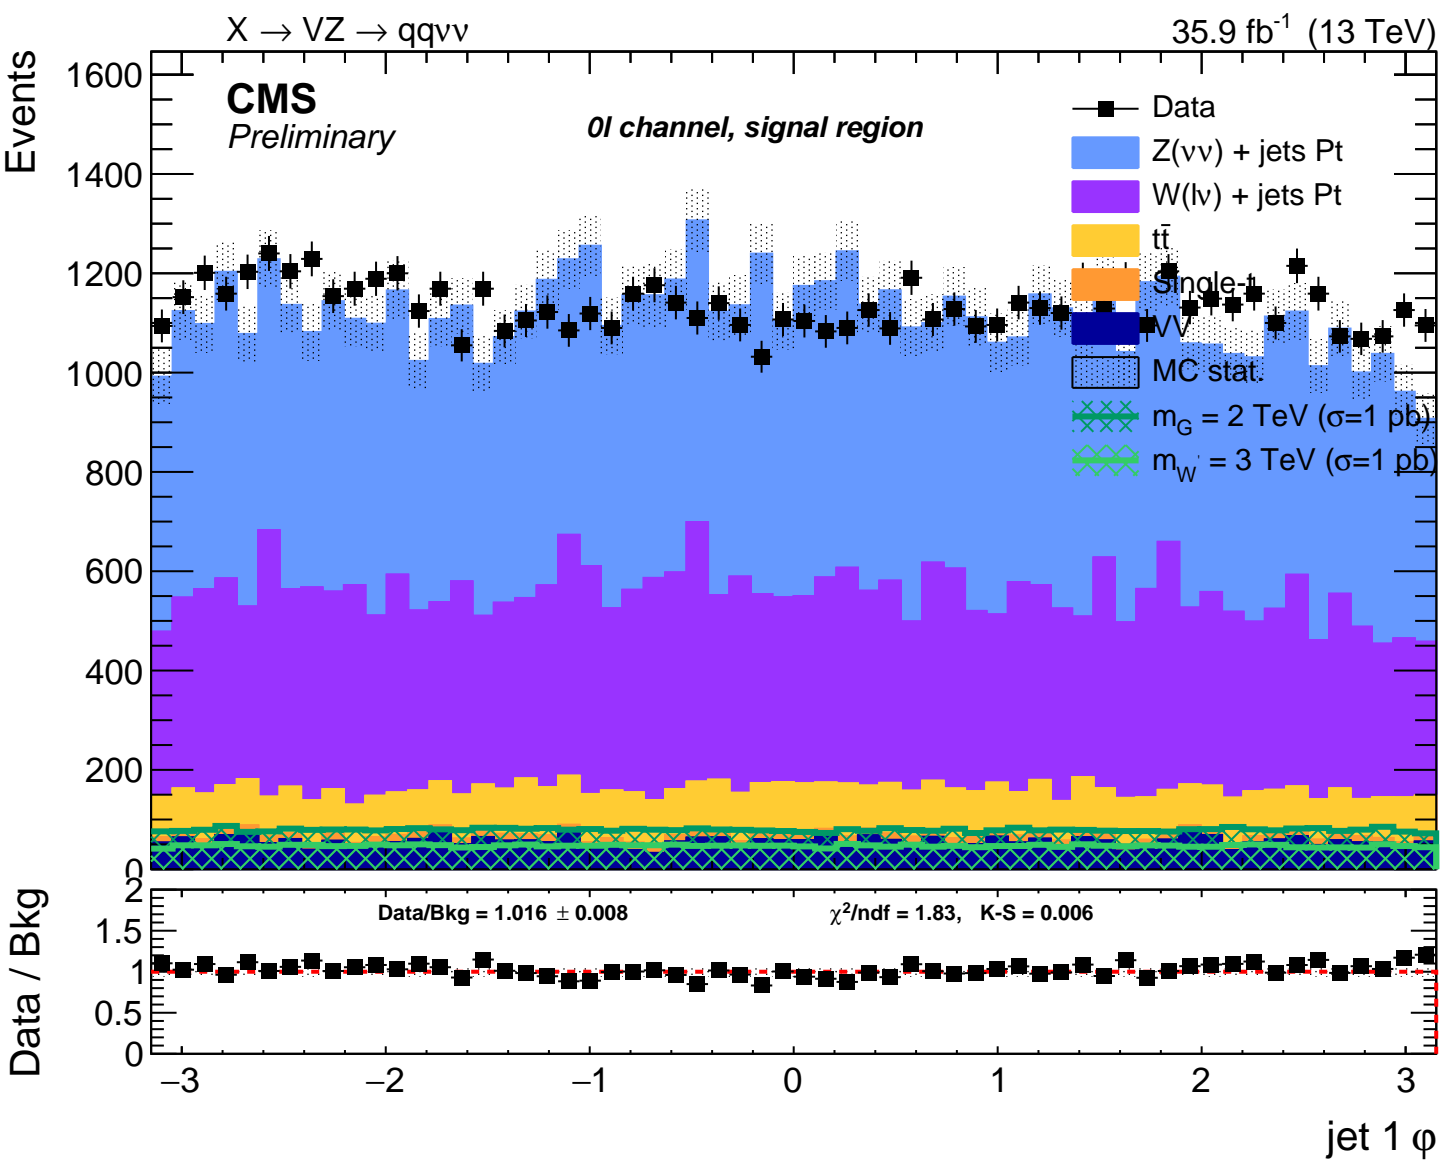 X → VZ → qqνν
35.9 fb⁻¹ (13 TeV)
Events
CMS
Preliminary
0l channel, signal region
Data
Z(νν) + jets Pt
W(lν) + jets Pt
tt̄
Single-t
VV
MC stat.
m_G = 2 TeV (σ=1 pb)
m_W' = 3 TeV (σ=1 pb)
1600
1400
1200
1000
800
600
400
200
0
Data / Bkg
2
1.5
1
0.5
0
Data/Bkg = 1.016 ± 0.008
χ²/ndf = 1.83, K-S = 0.006
−3 −2 −1 0 1 2 3
jet 1 φ